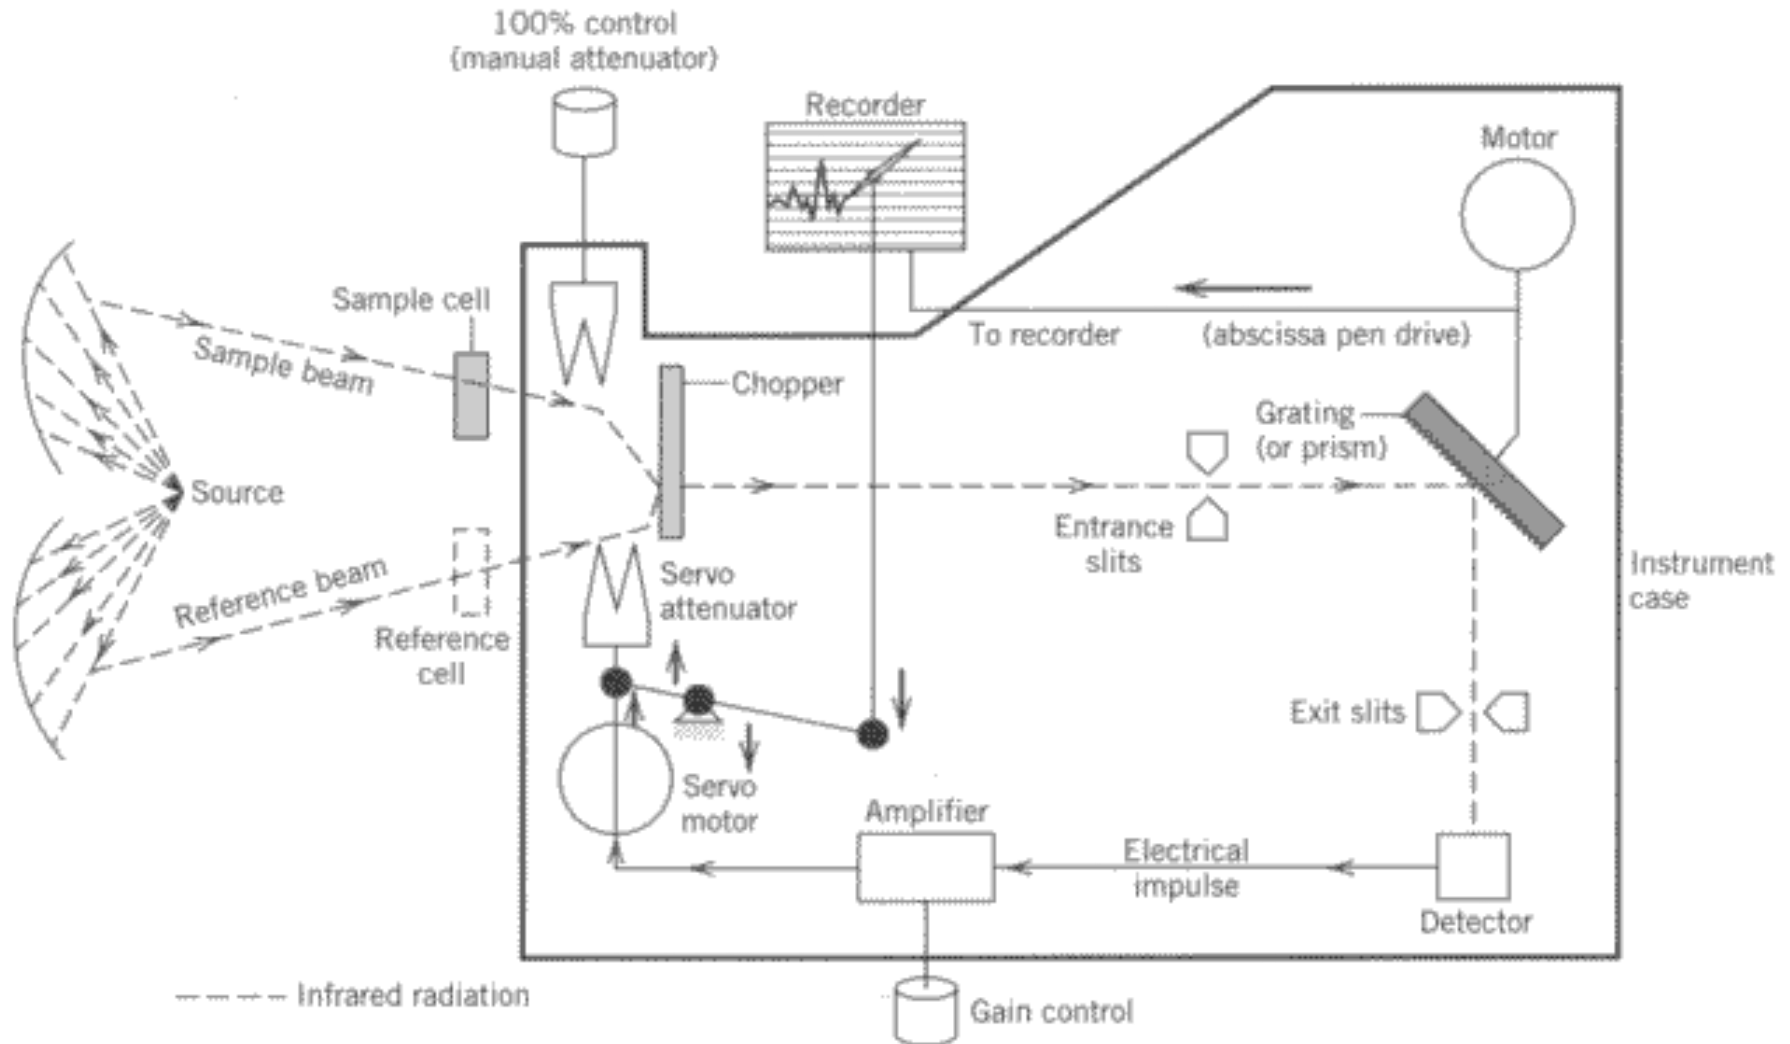 100% control
(manual attenuator)
Recorder
Motor
Sample cell
Sample beam
To recorder
(abscissa pen drive)
Chopper
Grating
(or prism)
Source
Entrance
slits
Reference beam
Servo
attenuator
Instrument
case
Reference
cell
Exit slits
Servo
motor
Amplifier
Electrical
impulse
Detector
Infrared radiation
Gain control